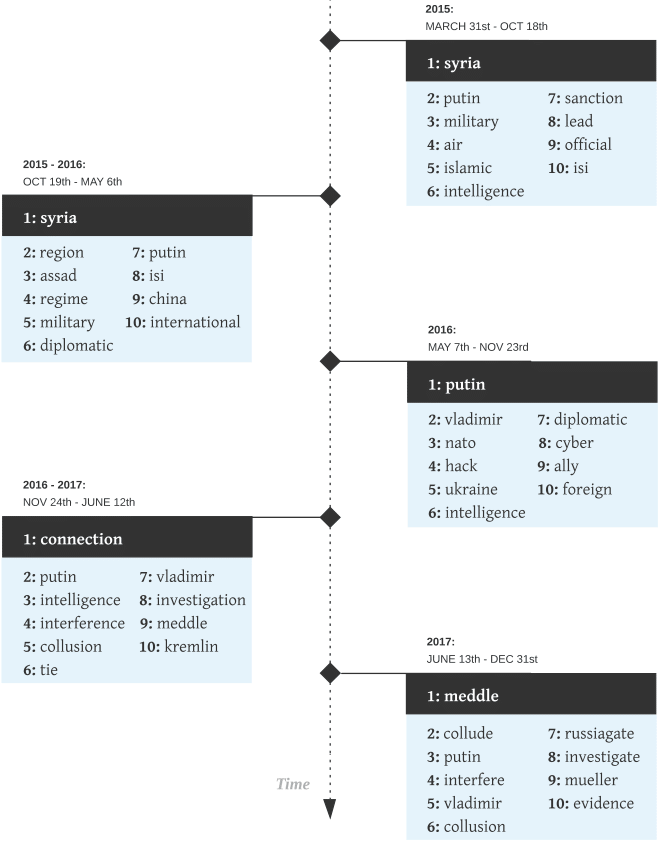 2015:
MARCH 31st - OCT 18th
1: syria
2: putin
3: military
4: air
5: islamic
6: intelligence
7: sanction
8: lead
9: official
10: isi
2015 - 2016:
OCT 19th - MAY 6th
1: syria
2: region
3: assad
4: regime
5: military
6: diplomatic
7: putin
8: isi
9: china
10: international
2016:
MAY 7th - NOV 23rd
1: putin
2: vladimir
3: nato
4: hack
5: ukraine
6: intelligence
7: diplomatic
8: cyber
9: ally
10: foreign
2016 - 2017:
NOV 24th - JUNE 12th
1: connection
2: putin
3: intelligence
4: interference
5: collusion
6: tie
7: vladimir
8: investigation
9: meddle
10: kremlin
2017:
JUNE 13th - DEC 31st
1: meddle
2: collude
3: putin
4: interfere
5: vladimir
6: collusion
7: russiagate
8: investigate
9: mueller
10: evidence
Time